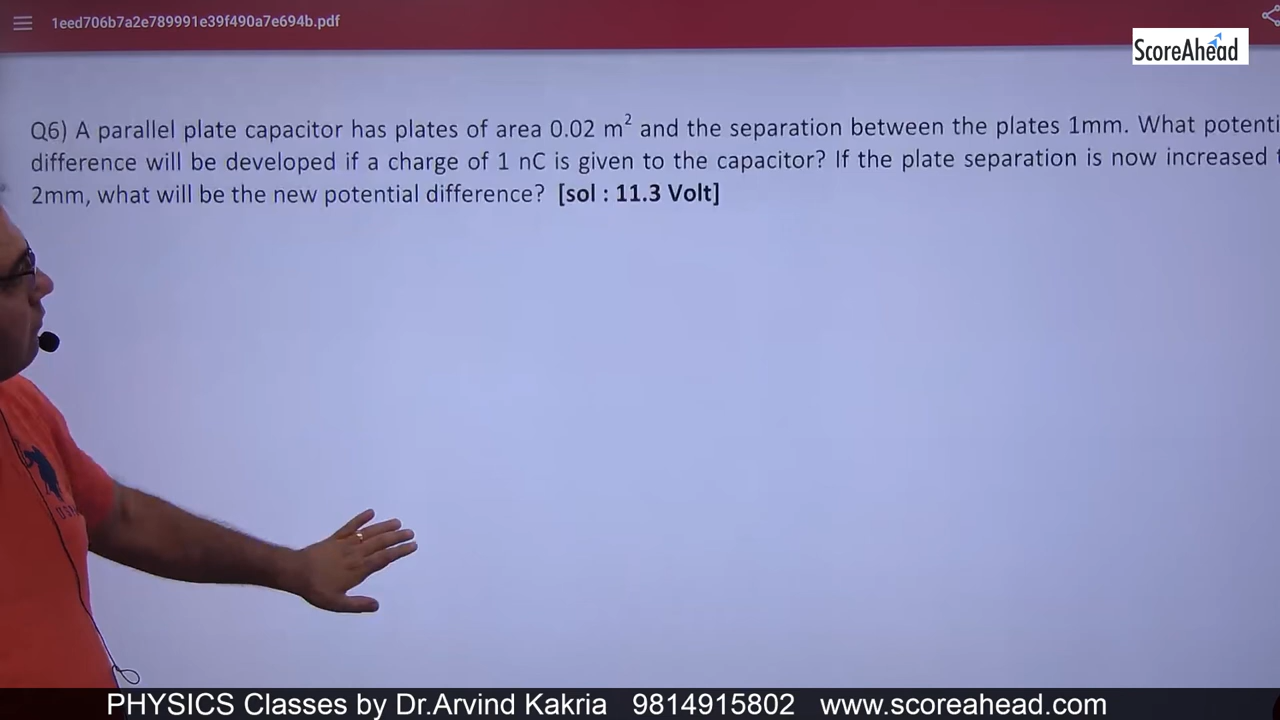 1eed706b7a2e789991e39f490a7e694b.pdf
ScoreAhead
Q6) A parallel plate capacitor has plates of area 0.02 m² and the separation between the plates 1mm. What potenti
difference will be developed if a charge of 1 nC is given to the capacitor? If the plate separation is now increased t
2mm, what will be the new potential difference? [sol : 11.3 Volt]
PHYSICS Classes by Dr.Arvind Kakria 9814915802 www.scoreahead.com